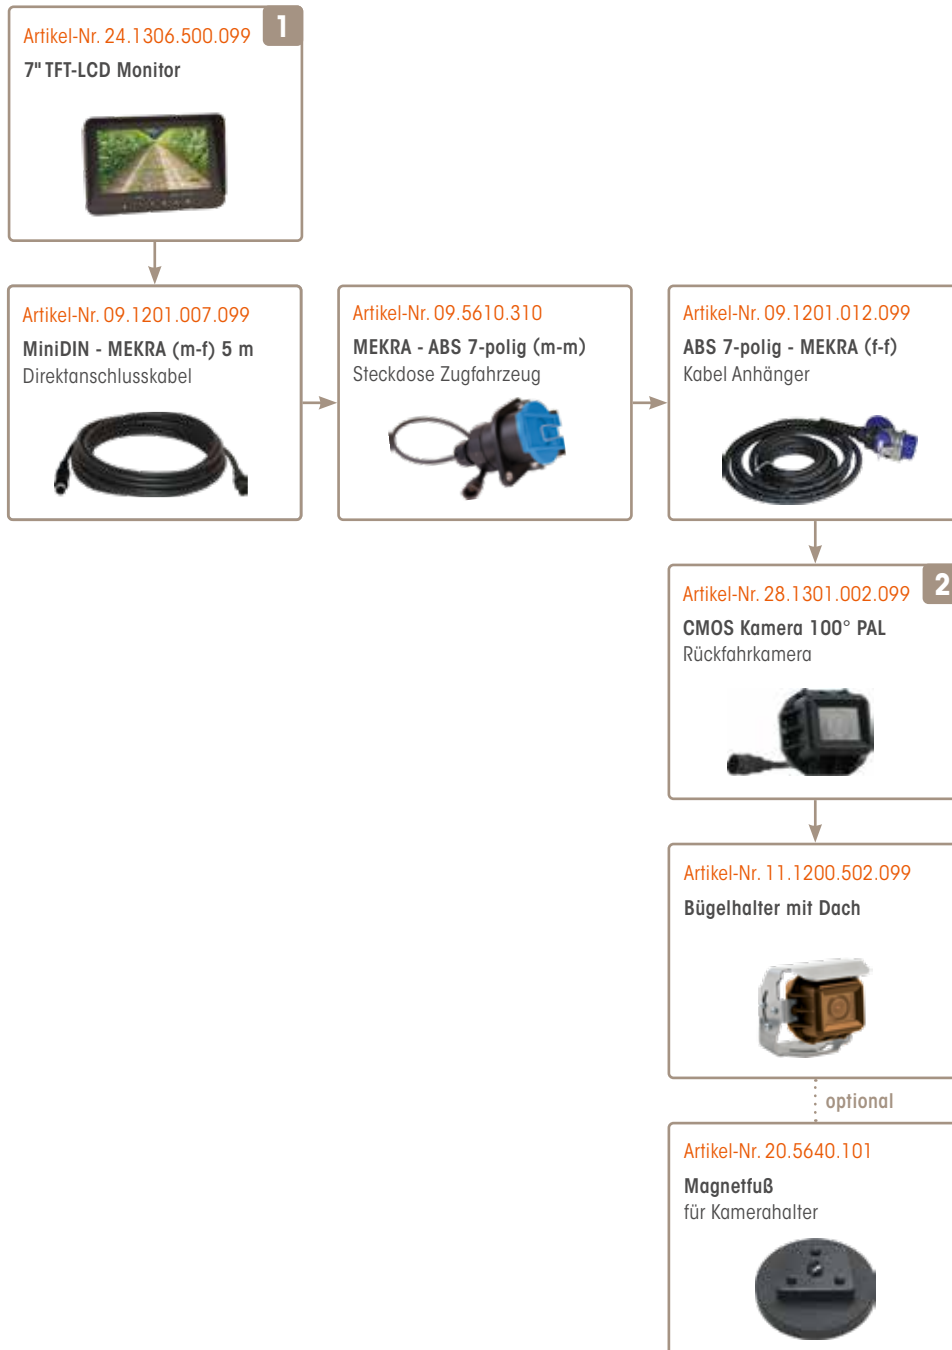 Artikel-Nr. 24.1306.500.099
1
7" TFT-LCD Monitor
Artikel-Nr. 09.1201.007.099
MiniDIN - MEKRA (m-f) 5 m
Direktanschlusskabel
Artikel-Nr. 09.5610.310
MEKRA - ABS 7-polig (m-m)
Steckdose Zugfahrzeug
Artikel-Nr. 09.1201.012.099
ABS 7-polig - MEKRA (f-f)
Kabel Anhänger
Artikel-Nr. 28.1301.002.099
2
CMOS Kamera 100° PAL
Rückfahrkamera
Artikel-Nr. 11.1200.502.099
Bügelhalter mit Dach
optional
Artikel-Nr. 20.5640.101
Magnetfuß
für Kamerahalter